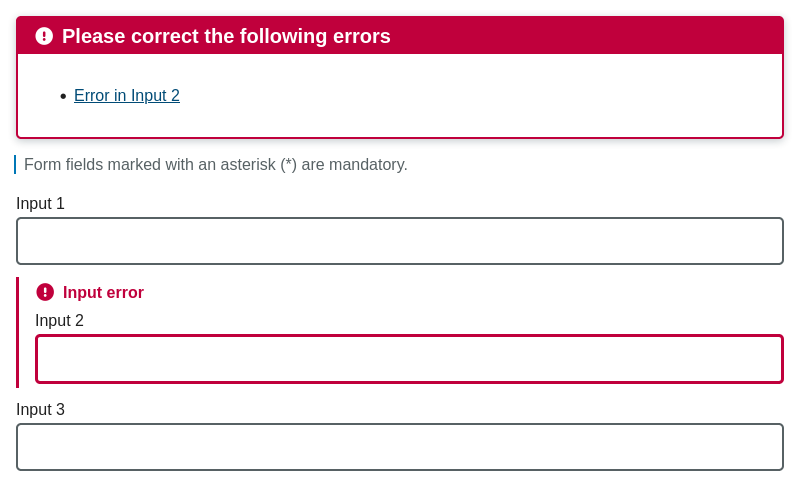 Please correct the following errors
• Error in Input 2
Form fields marked with an asterisk (*) are mandatory.
Input 1
Input error
Input 2
Input 3